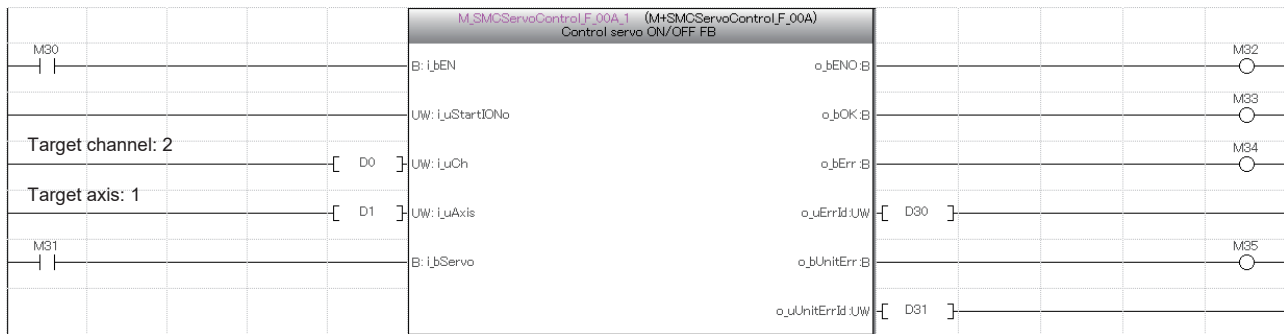 M_SMCServoControl_F_00A_1 (M+SMCServoControl_F_00A)
Control servo ON/OFF FB
M30
B: i_bEN
o_bENO:B
M32
UW: i_uStartIONo
o_bOK:B
M33
Target channel: 2
D0
UW: i_uCh
o_bErr:B
M34
Target axis: 1
D1
UW: i_uAxis
o_uErrId:UW
D30
M31
B: i_bServo
o_bUnitErr:B
M35
o_uUnitErrId:UW
D31